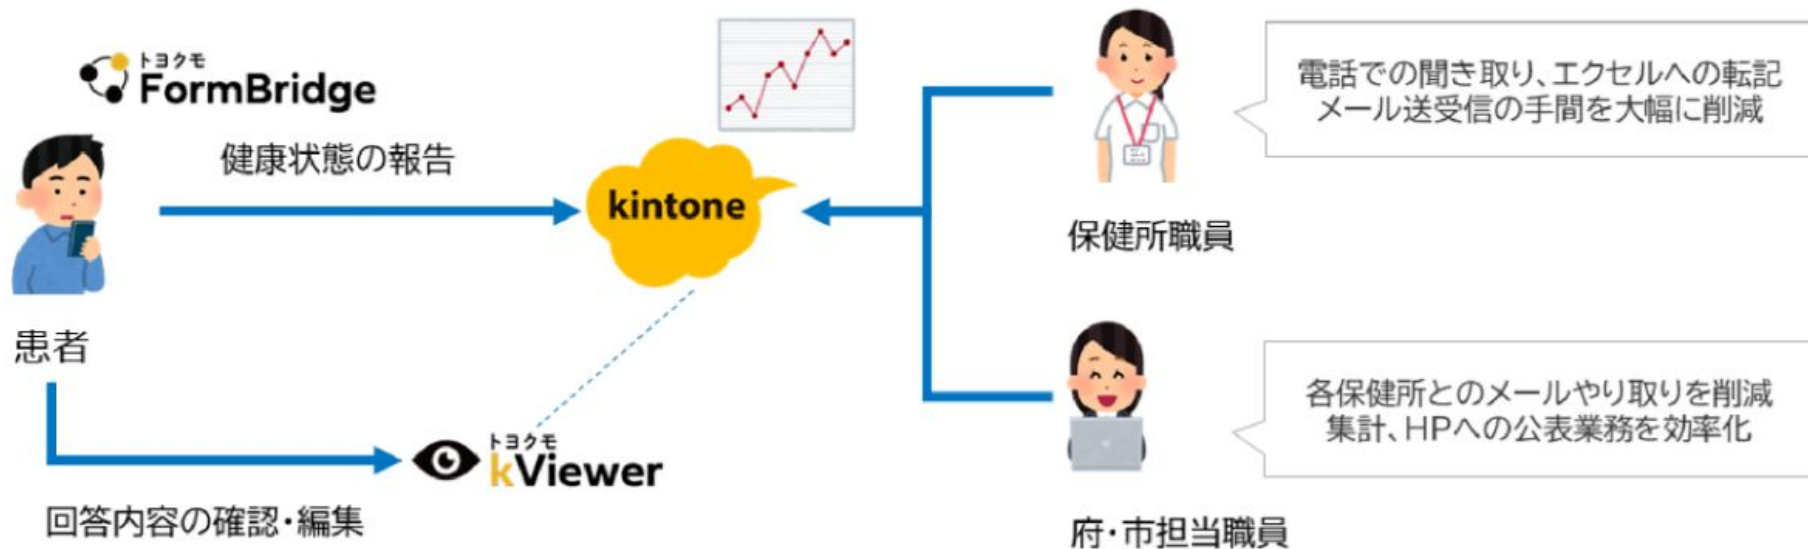 トヨクモ
FormBridge
健康状態の報告
患者
kintone
トヨクモ
kViewer
回答内容の確認・編集
保健所職員
電話での聞き取り、エクセルへの転記
メール送受信の手間を大幅に削減
府・市担当職員
各保健所とのメールやり取りを削減
集計、HPへの公表業務を効率化